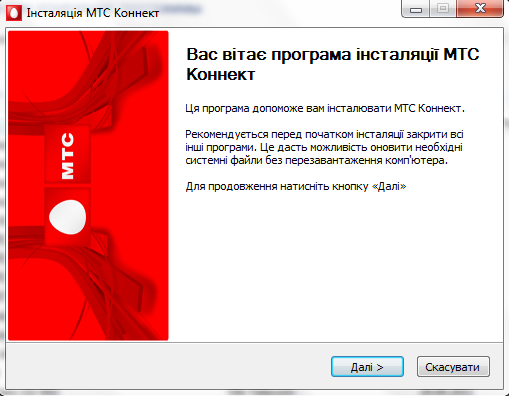 Інсталяція МТС Коннект
Вас вітає програма інсталяції МТС
Коннект
Ця програма допоможе вам інсталювати МТС Коннект.
Рекомендується перед початком інсталяції закрити всі
інші програми. Це дасть можливість оновити необхідні
системні файли без перезавантаження комп'ютера.
Для продовження натисніть кнопку «Далі»
МТС
Далі >
Скасувати